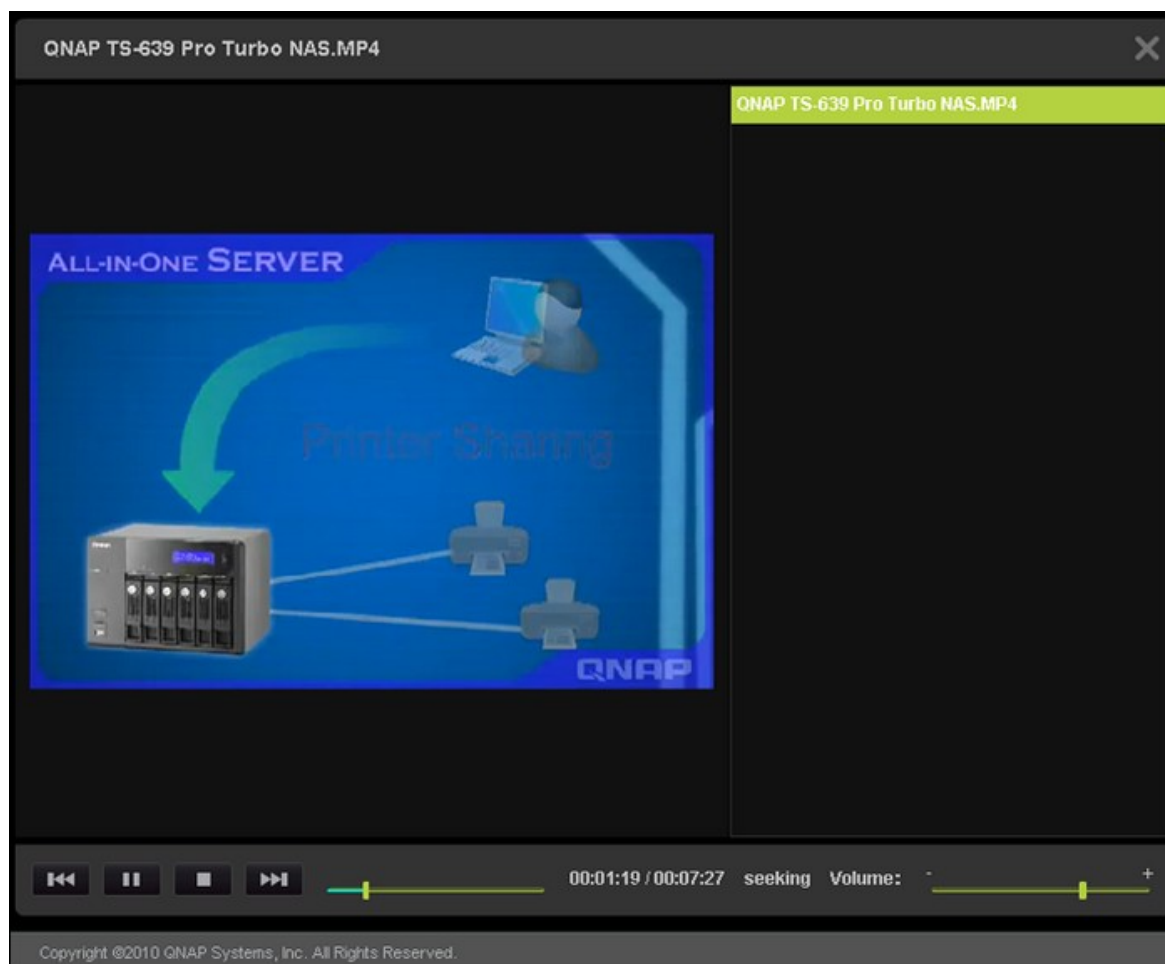 QNAP TS-639 Pro Turbo NAS.MP4
QNAP TS-639 Pro Turbo NAS.MP4
ALL-IN-ONE SERVER
Printer Sharing
QNAP
00:01:19 / 00:07:27 seeking Volume: - +
Copyright ©2010 QNAP Systems, Inc. All Rights Reserved.